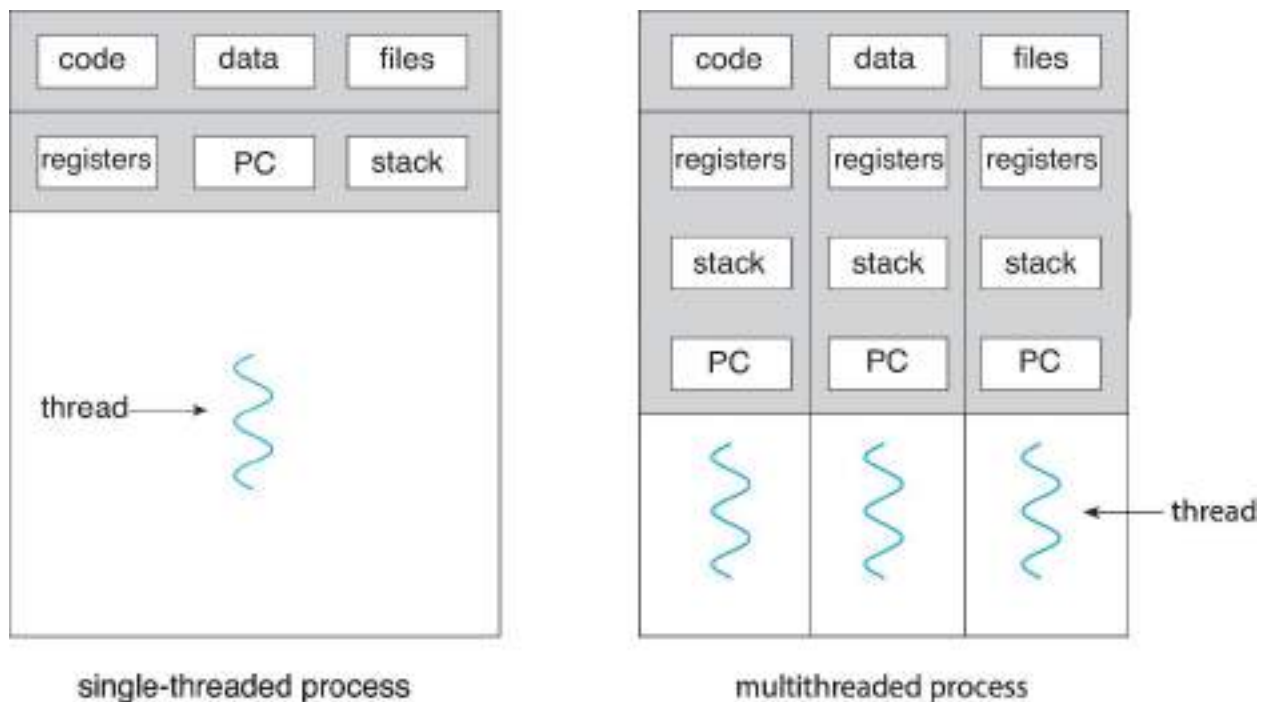 code data files
registers PC stack
thread
single-threaded process
code data files
registers registers registers
stack stack stack
PC PC PC
thread
multithreaded process